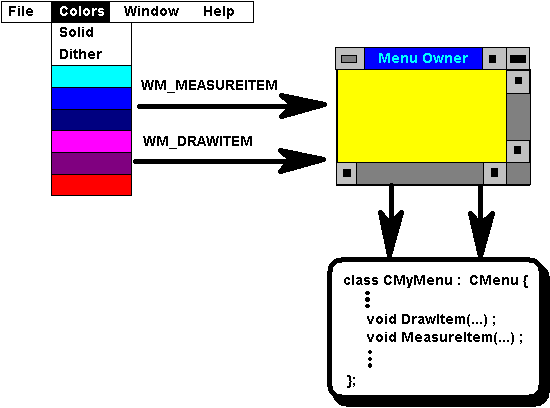 File Colors Window Help
Solid
Dither
WM_MEASUREITEM
WM_DRAWITEM
Menu Owner
class CMyMenu : CMenu {
void DrawItem(...) ;
void MeasureItem(...) ;
};